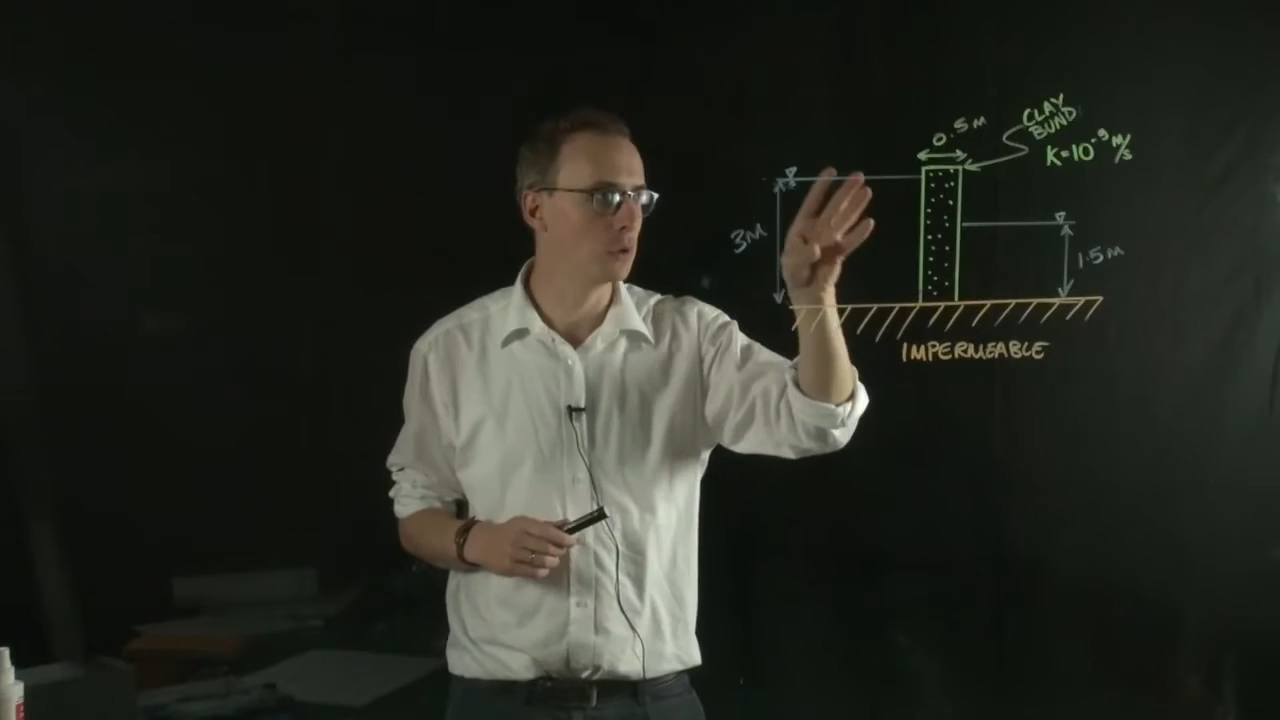 0.5M
CLAY
BUND
K=10⁻⁹ M/S
3M
1.5M
IMPERMEABLE